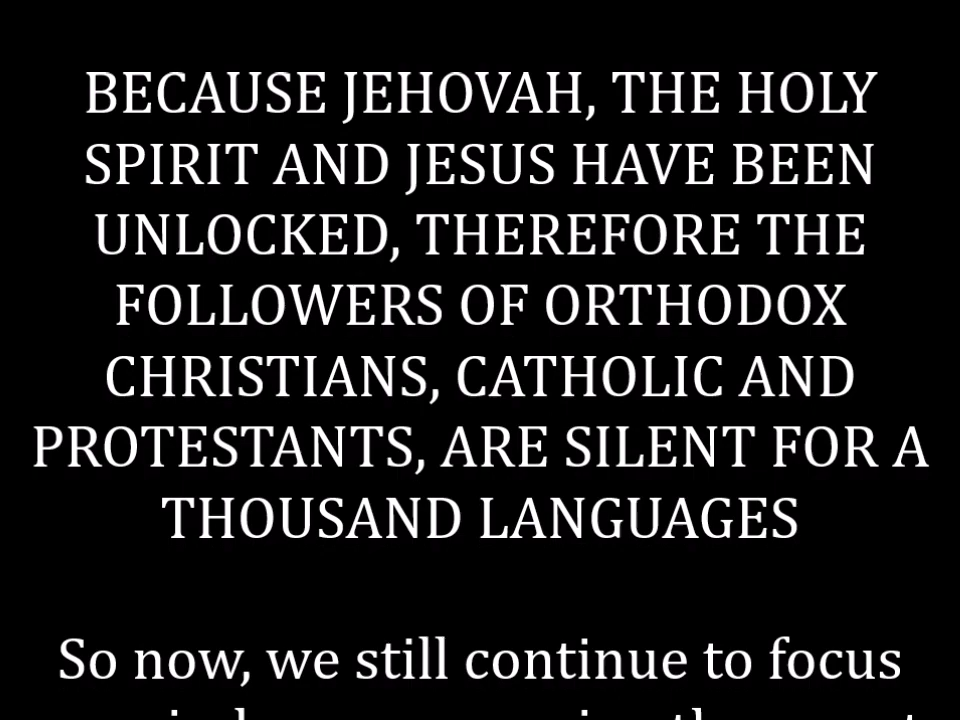 BECAUSE JEHOVAH, THE HOLY
SPIRIT AND JESUS HAVE BEEN
UNLOCKED, THEREFORE THE
FOLLOWERS OF ORTHODOX
CHRISTIANS, CATHOLIC AND
PROTESTANTS, ARE SILENT FOR A
THOUSAND LANGUAGES
So now, we still continue to focus